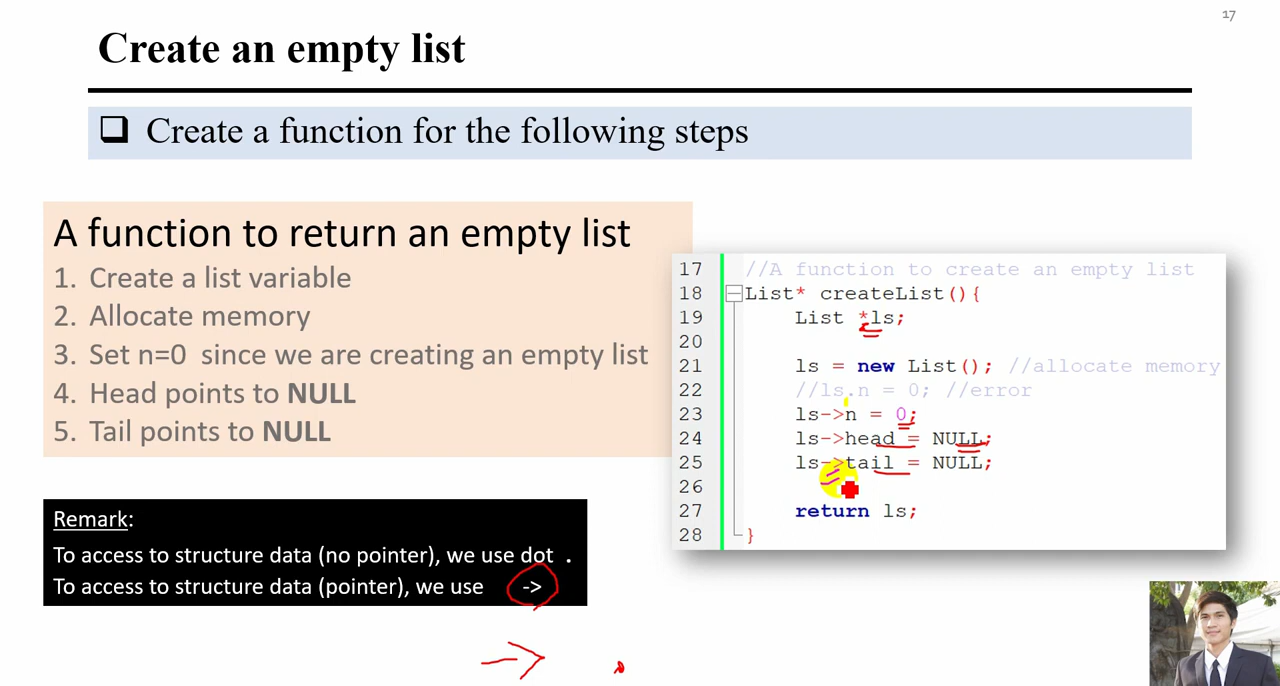 17
Create an empty list
Create a function for the following steps
A function to return an empty list
1. Create a list variable
2. Allocate memory
3. Set n=0 since we are creating an empty list
4. Head points to NULL
5. Tail points to NULL
17 //A function to create an empty list
18 List* createList(){
19 List *ls;
20
21 ls = new List(); //allocate memory
22 //ls.n = 0; //error
23 ls->n = 0;
24 ls->head = NULL;
25 ls->tail = NULL;
26
27 return ls;
28 }
Remark:
To access to structure data (no pointer), we use dot .
To access to structure data (pointer), we use ->